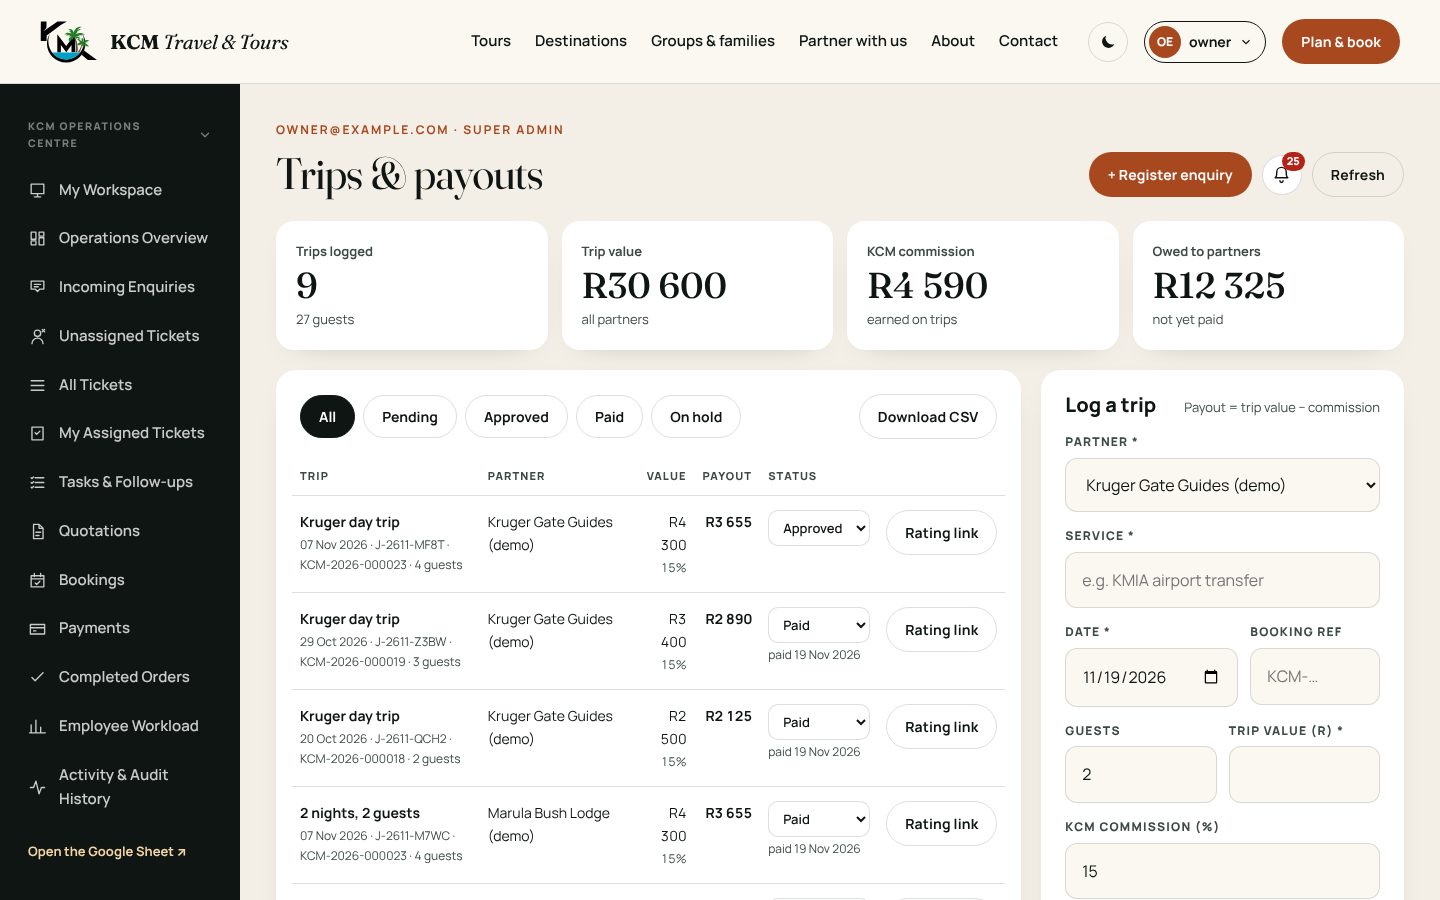 KCM Travel & Tours
Tours
Destinations
Groups & families
Partner with us
About
Contact
OE
owner
Plan & book
KCM OPERATIONS
CENTRE
My Workspace
Operations Overview
Incoming Enquiries
Unassigned Tickets
All Tickets
My Assigned Tickets
Tasks & Follow-ups
Quotations
Bookings
Payments
Completed Orders
Employee Workload
Activity & Audit
History
Open the Google Sheet ↗
OWNER@EXAMPLE.COM · SUPER ADMIN
Trips & payouts
+ Register enquiry
25
Refresh
Trips logged
9
27 guests
Trip value
R30 600
all partners
KCM commission
R4 590
earned on trips
Owed to partners
R12 325
not yet paid
All
Pending
Approved
Paid
On hold
Download CSV
TRIP
PARTNER
VALUE
PAYOUT
STATUS
Kruger day trip
07 Nov 2026 · J-2611-MF8T ·
KCM-2026-000023 · 4 guests
Kruger Gate Guides
(demo)
R4
300
15%
R3 655
Approved
Rating link
Kruger day trip
29 Oct 2026 · J-2611-Z3BW ·
KCM-2026-000019 · 3 guests
Kruger Gate Guides
(demo)
R3
400
15%
R2 890
Paid
paid 19 Nov 2026
Rating link
Kruger day trip
20 Oct 2026 · J-2611-QCH2 ·
KCM-2026-000018 · 2 guests
Kruger Gate Guides
(demo)
R2
500
15%
R2 125
Paid
paid 19 Nov 2026
Rating link
2 nights, 2 guests
07 Nov 2026 · J-2611-M7WC ·
KCM-2026-000023 · 4 guests
Marula Bush Lodge
(demo)
R4
300
15%
R3 655
Paid
paid 19 Nov 2026
Rating link
Log a trip
Payout = trip value − commission
PARTNER *
Kruger Gate Guides (demo)
SERVICE *
e.g. KMIA airport transfer
DATE *
11/19/2026
BOOKING REF
KCM-…
GUESTS
2
TRIP VALUE (R) *
KCM COMMISSION (%)
15